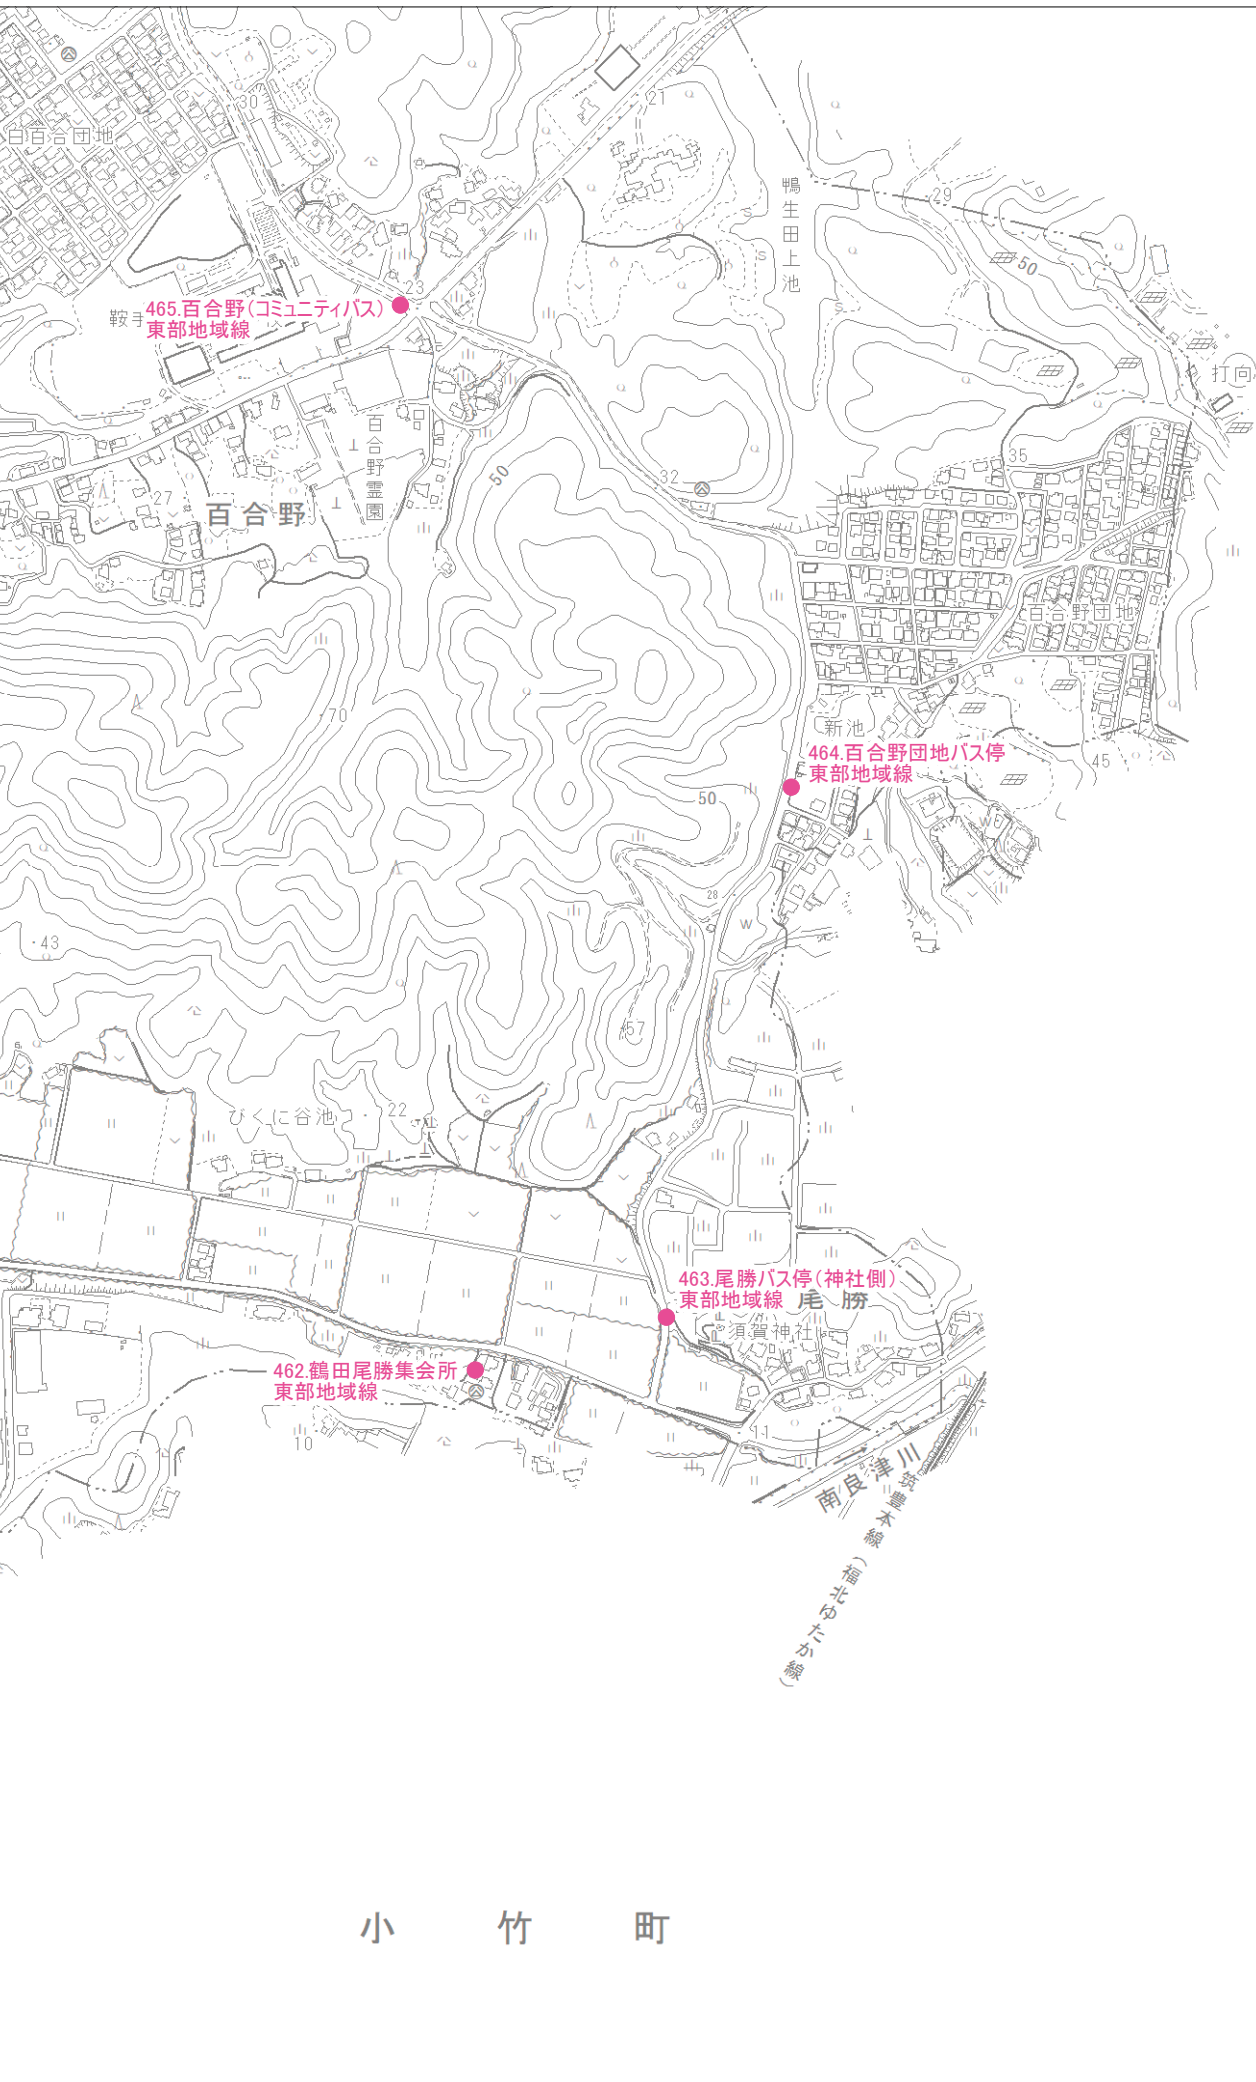 21
30
白百合団地
鴨生田上池
29
50
23
465.百合野(コミュニティバス)
東部地域線
鞍手
打向
百合野霊園
35
50
32
27
百合野
百合野団地
70
新池
464.百合野団地バス停
東部地域線
45
50
28
43
57
びくに谷池
22
463.尾勝バス停(神社側)
東部地域線
尾勝
須賀神社
462.鶴田尾勝集会所
東部地域線
10
11
南良津川
筑豊本線(福北ゆたか線)
小竹町